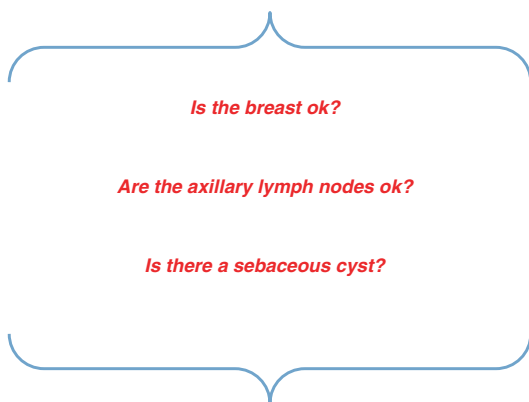 Is the breast ok?
Are the axillary lymph nodes ok?
Is there a sebaceous cyst?